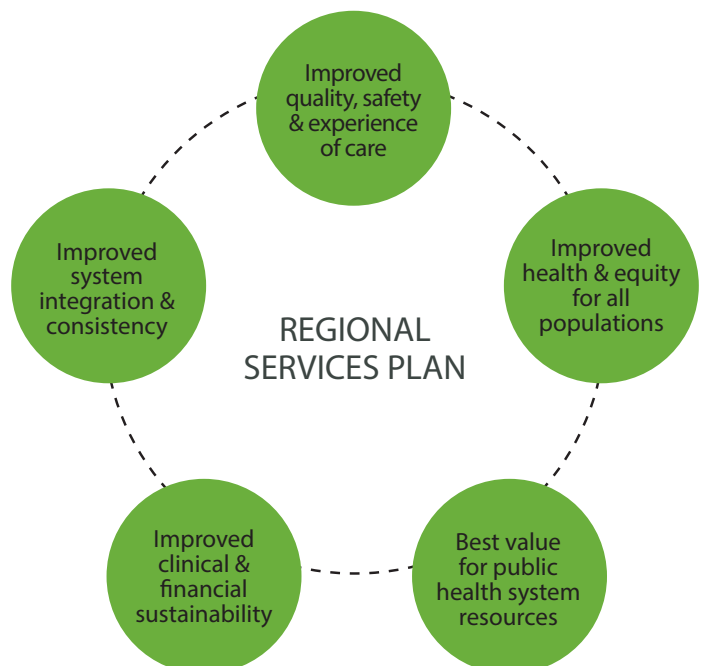 Improved
quality, safety
& experience
of care
Improved
health & equity
for all
populations
Best value
for public
health system
resources
Improved
clinical &
financial
sustainability
Improved
system
integration &
consistency
REGIONAL
SERVICES PLAN